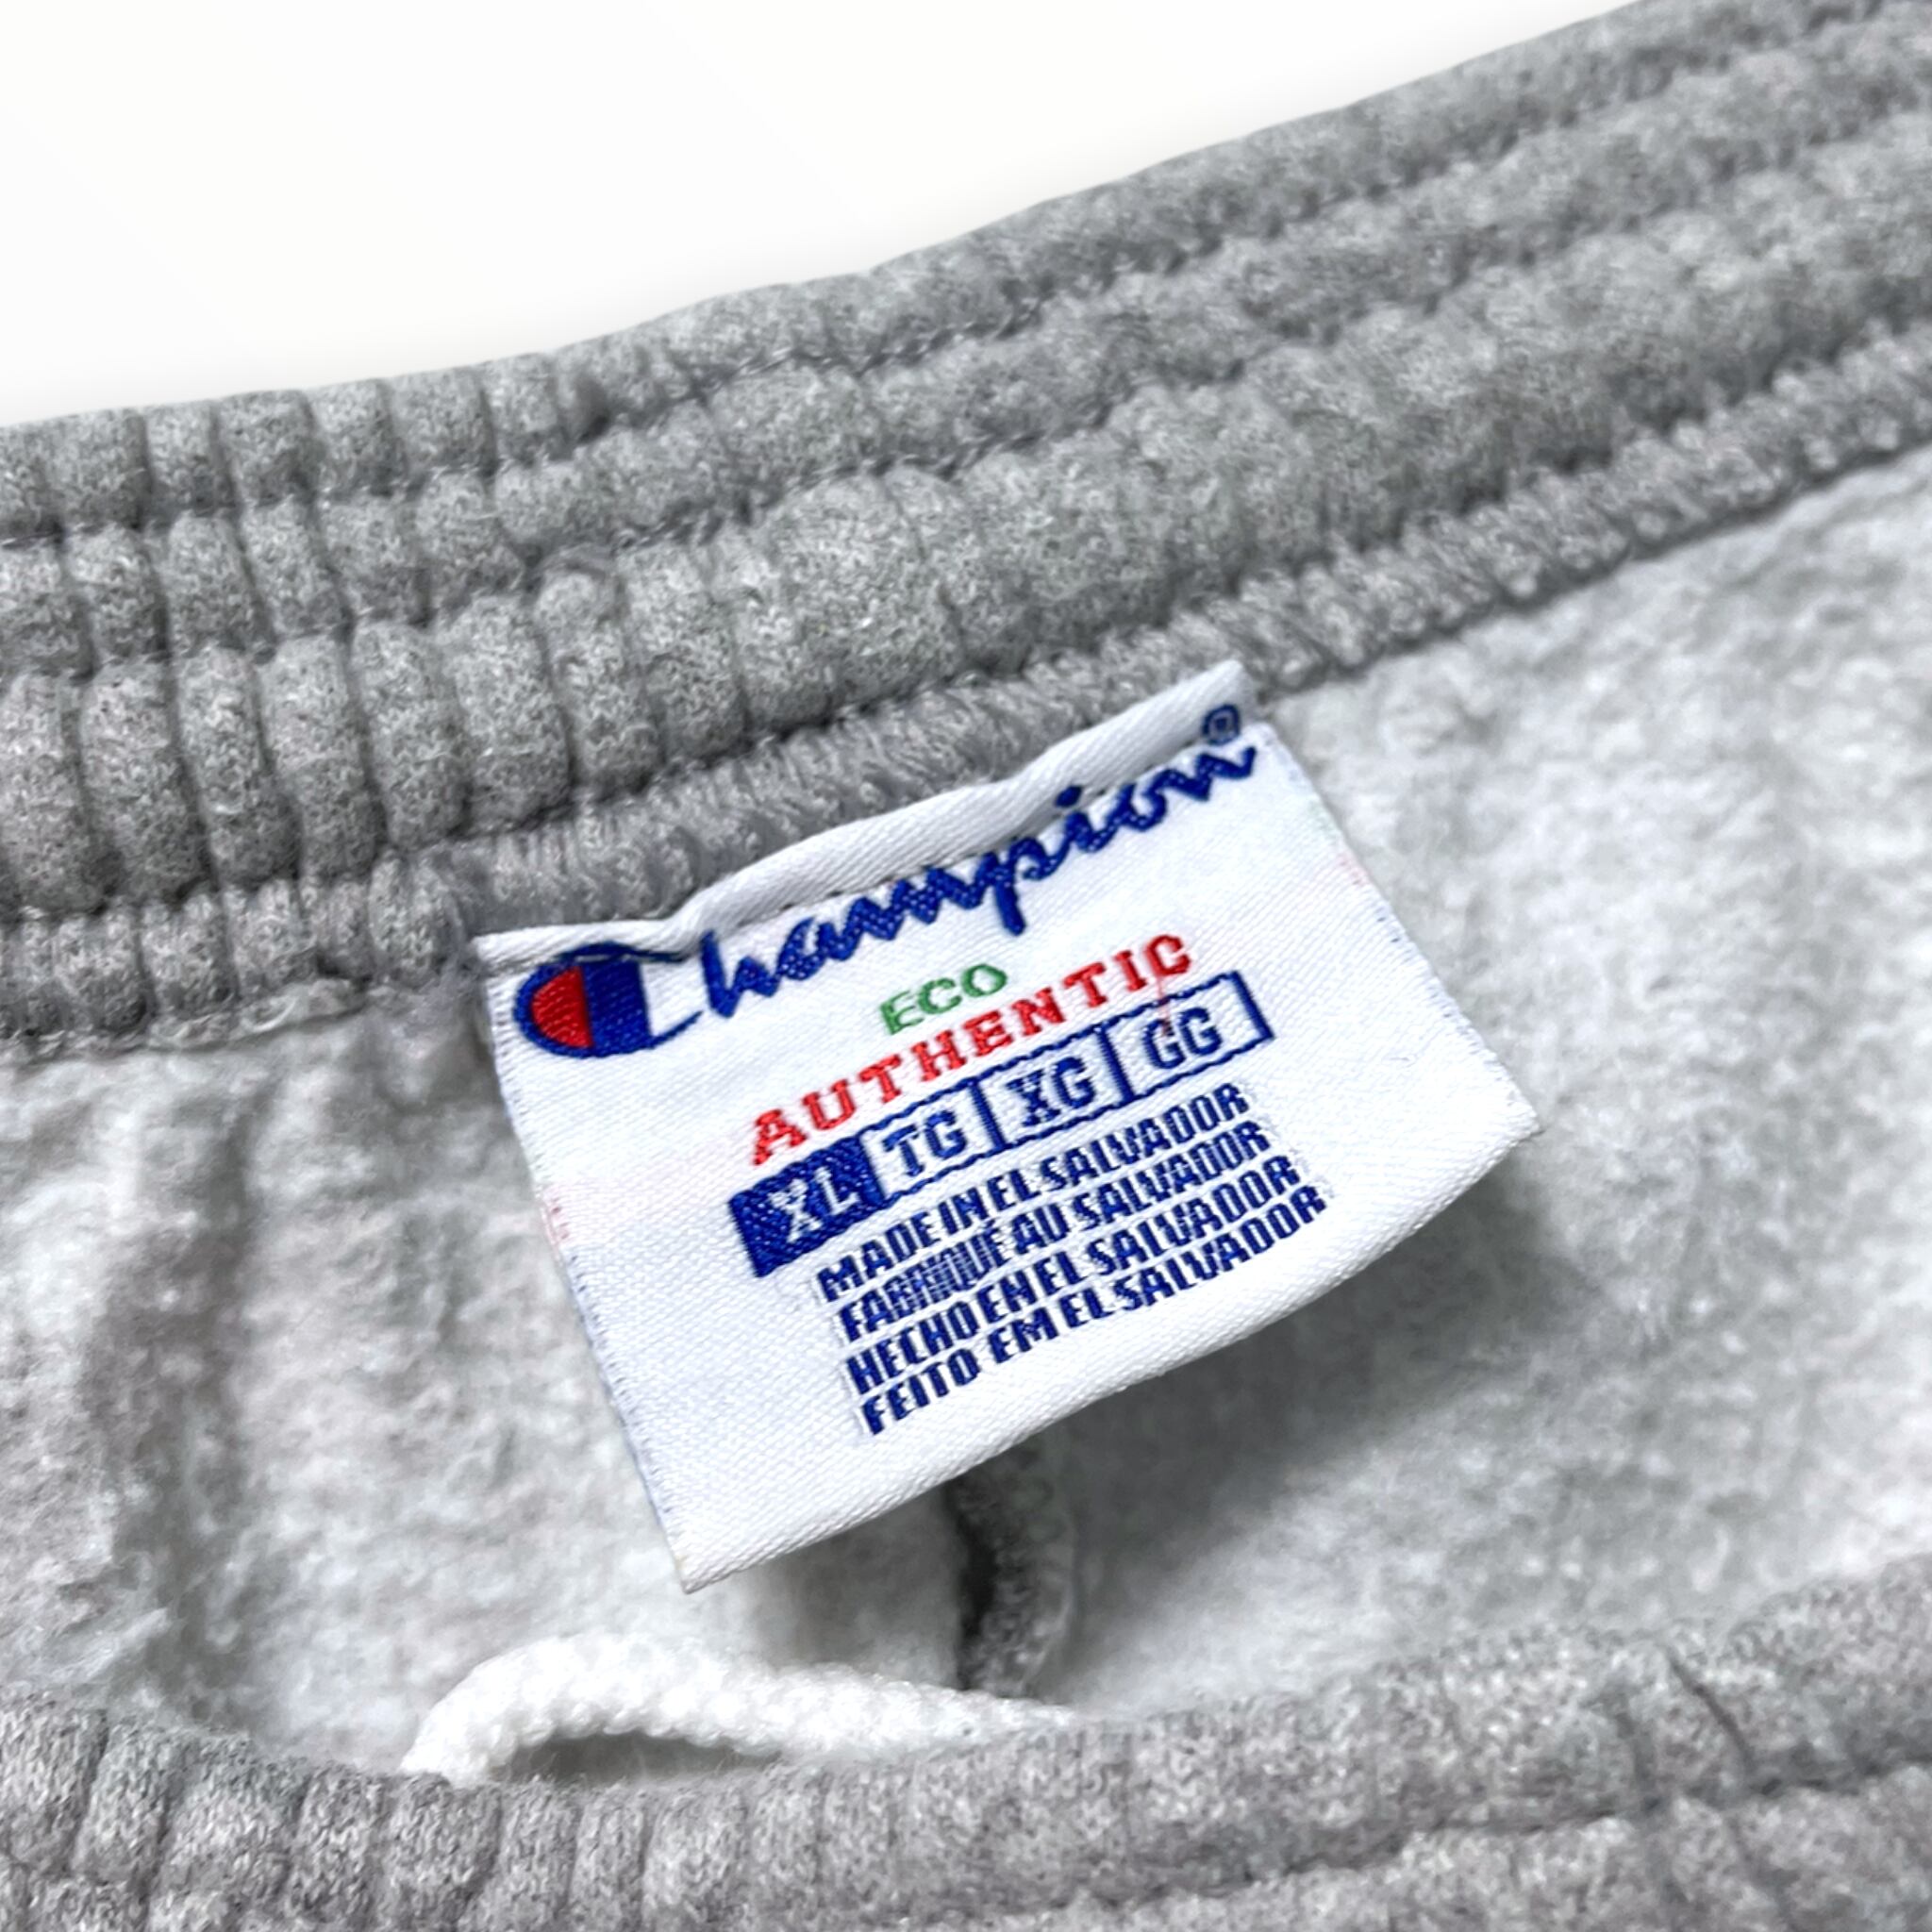 Champion®
ECO
AUTHENTIC
XL TG XG GG
MADE IN EL SALVADOR
FABRIQUÉ AU SALVADOR
HECHO EN EL SALVADOR
FEITO EM EL SALVADOR